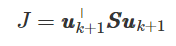 J = u_{k+1}^{|} S u_{k+1}